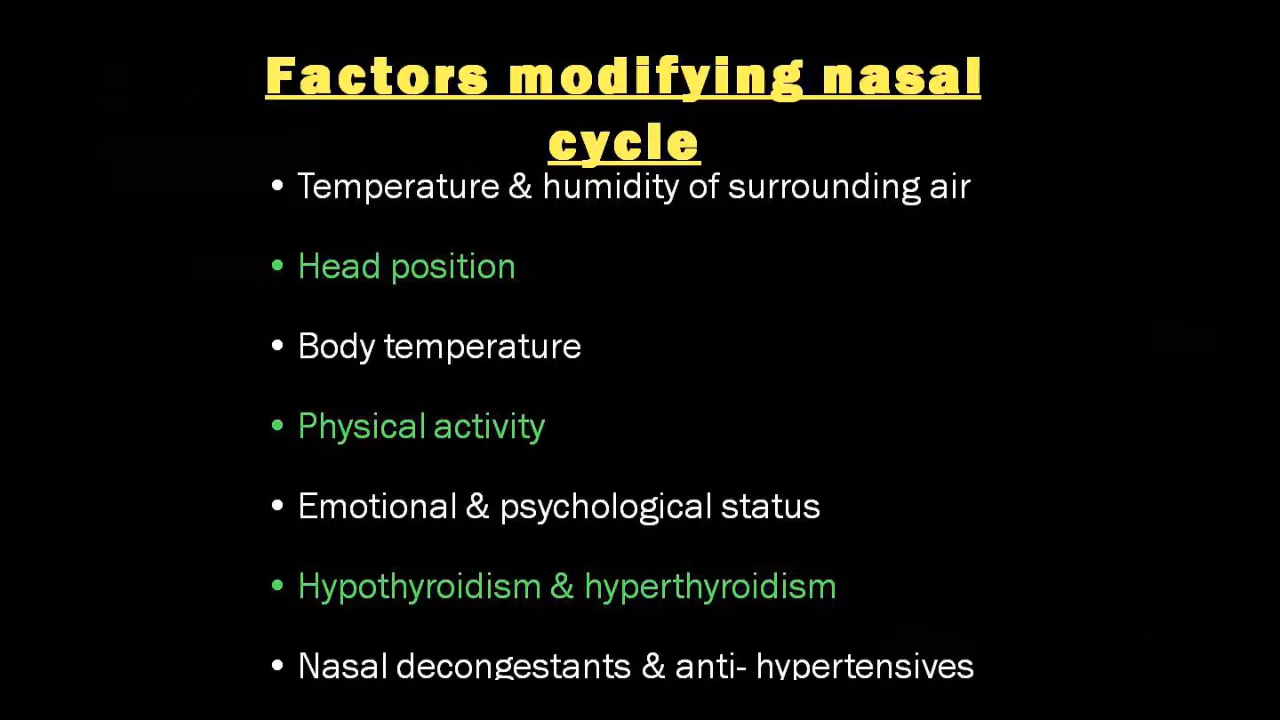 Factors modifying nasal
cycle
• Temperature & humidity of surrounding air
• Head position
• Body temperature
• Physical activity
• Emotional & psychological status
• Hypothyroidism & hyperthyroidism
• Nasal decongestants & anti- hypertensives